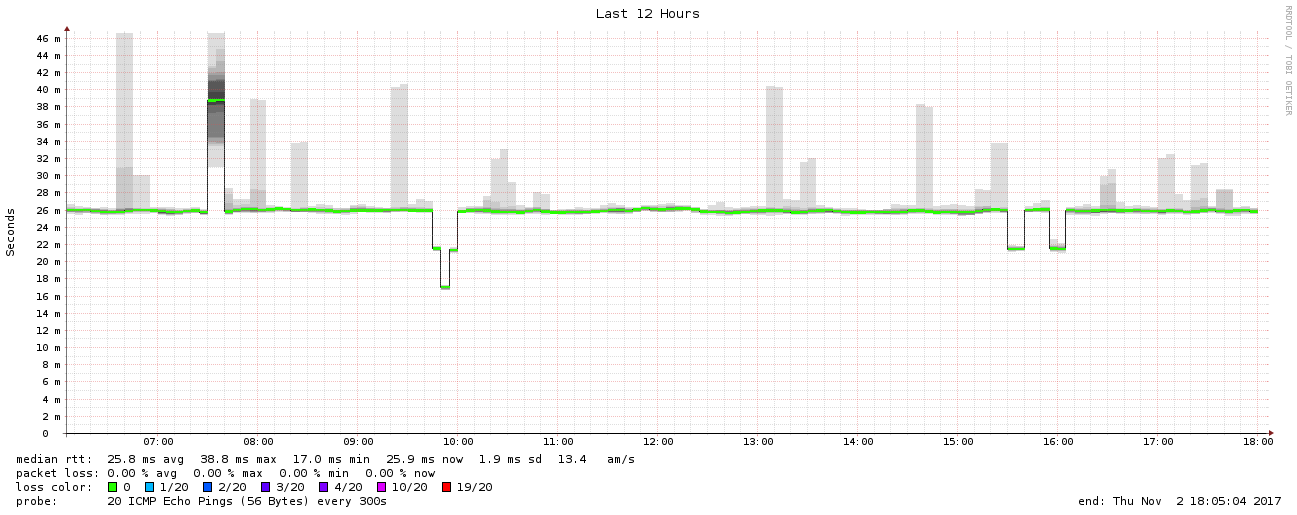 Last 12 Hours
RRDTOOL / TOBI OETIKER
Seconds
46 m
44 m
42 m
40 m
38 m
36 m
34 m
32 m
30 m
28 m
26 m
24 m
22 m
20 m
18 m
16 m
14 m
12 m
10 m
8 m
6 m
4 m
2 m
0
07:00 08:00 09:00 10:00 11:00 12:00 13:00 14:00 15:00 16:00 17:00 18:00
median rtt: 25.8 ms avg 38.8 ms max 17.0 ms min 25.9 ms now 1.9 ms sd 13.4 am/s
packet loss: 0.00 % avg 0.00 % max 0.00 % min 0.00 % now
loss color: 0 1/20 2/20 3/20 4/20 10/20 19/20
probe: 20 ICMP Echo Pings (56 Bytes) every 300s end: Thu Nov 2 18:05:04 2017